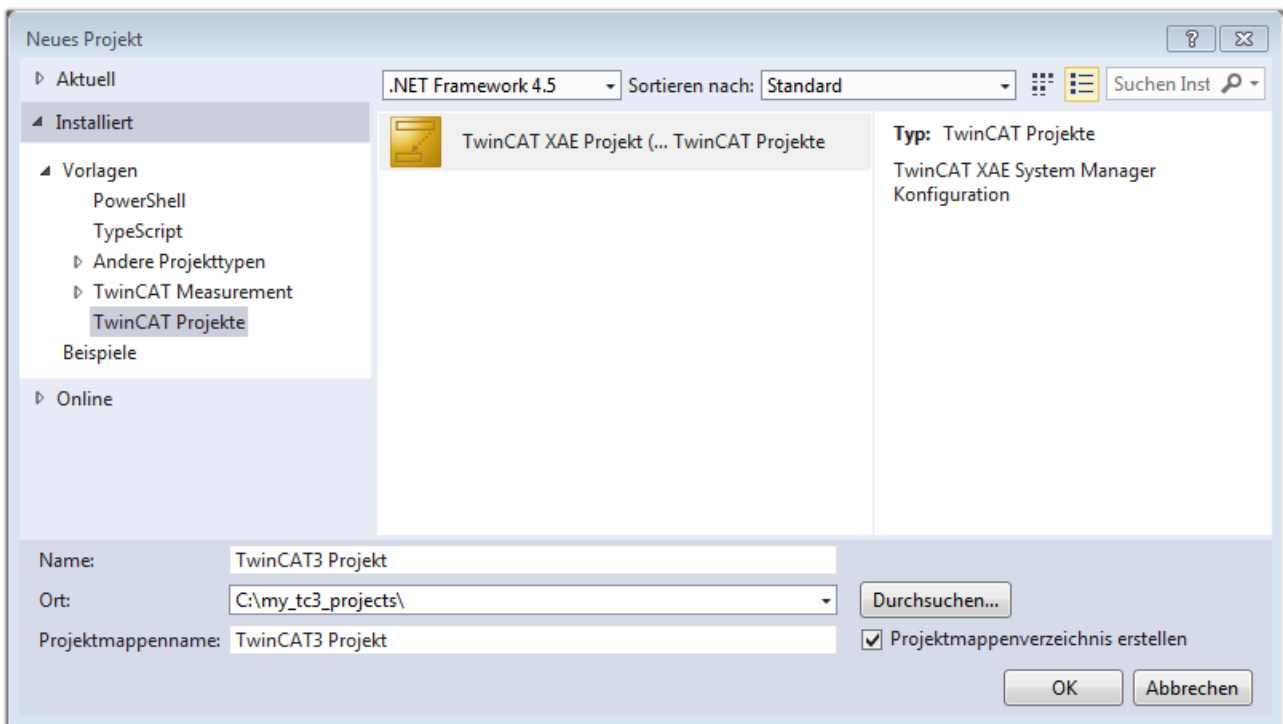 Neues Projekt
Aktuell
Installiert
Vorlagen
PowerShell
TypeScript
Andere Projekttypen
TwinCAT Measurement
TwinCAT Projekte
Beispiele
Online
.NET Framework 4.5 Sortieren nach: Standard
Suchen Inst
TwinCAT XAE Projekt (... TwinCAT Projekte
Typ: TwinCAT Projekte
TwinCAT XAE System Manager
Konfiguration
Name: TwinCAT3 Projekt
Ort: C:\my_tc3_projects\ Durchsuchen...
Projektmappenname: TwinCAT3 Projekt Projektmappenverzeichnis erstellen
OK Abbrechen